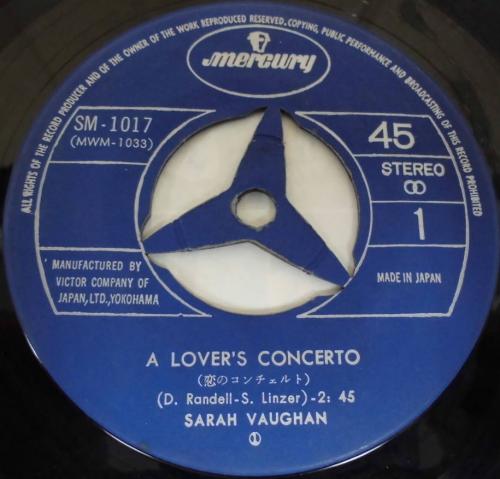 ALL RIGHTS OF THE RECORD PRODUCER AND OF THE OWNER OF THE WORK REPRODUCED RESERVED. COPYING, PUBLIC PERFORMANCE AND BROADCASTING OF THIS RECORD PROHIBITED
mercury
SM-1017
(MWM-1033)
45
STEREO
1
MANUFACTURED BY
VICTOR COMPANY OF
JAPAN, LTD., YOKOHAMA
MADE IN JAPAN
A LOVER'S CONCERTO
(恋のコンチェルト)
(D. Randell-S. Linzer)-2: 45
SARAH VAUGHAN
①